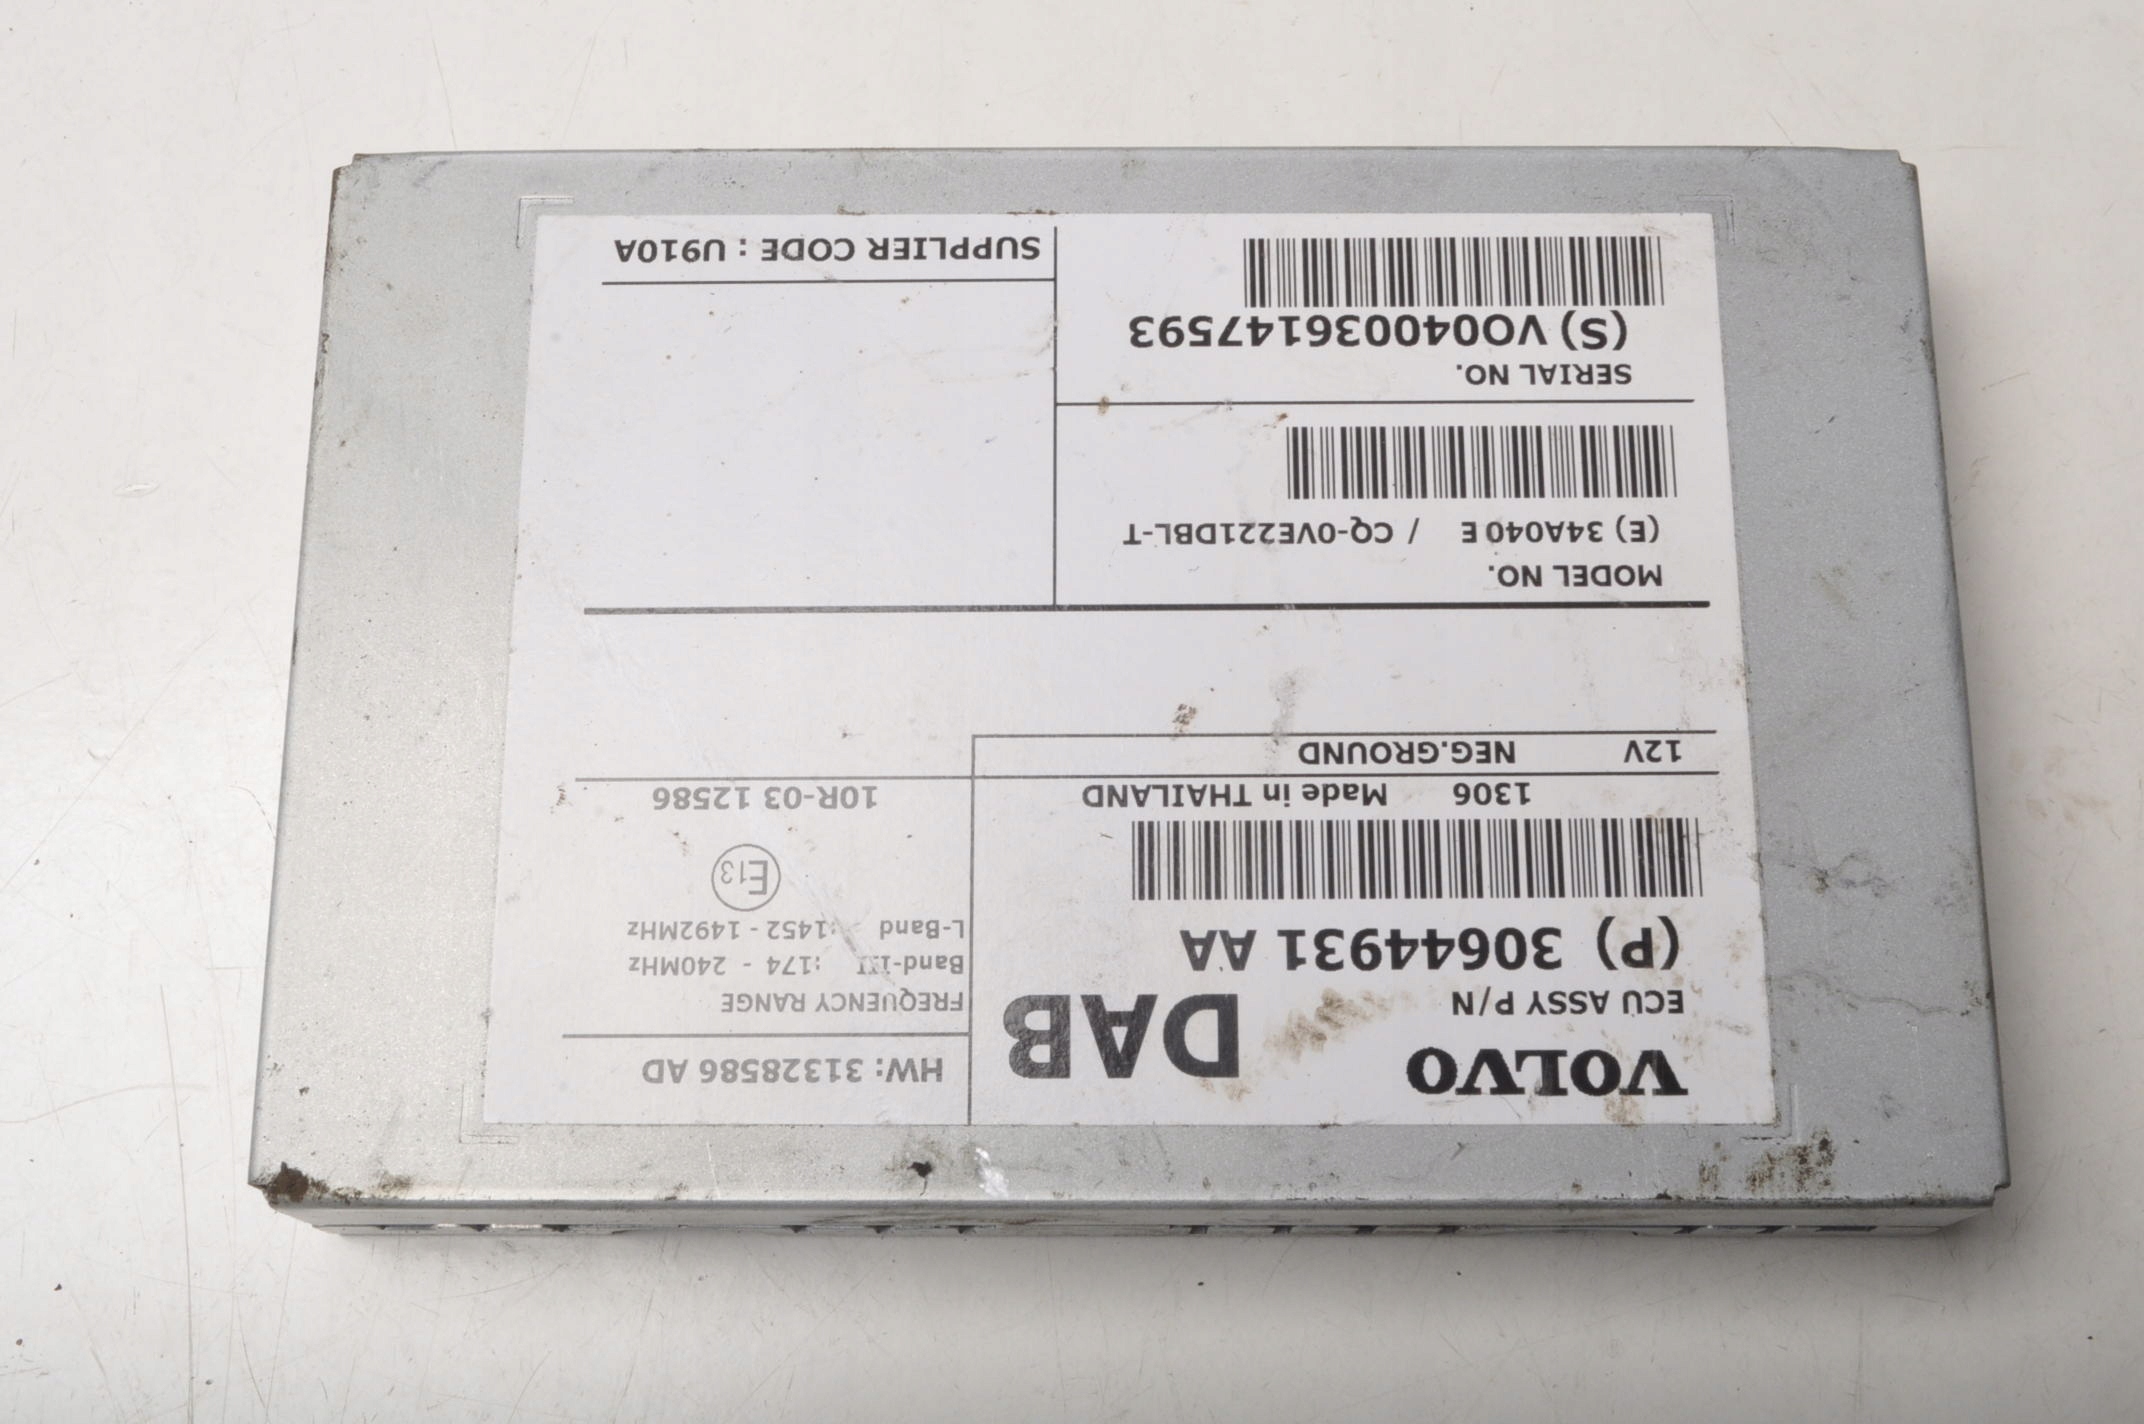 VOLVO
DAB
ECU ASSY P/N
(P) 30644931 AA
1306 Made in THAILAND
12V NEG.GROUND
HW: 31328586 AD
FREQUENCY RANGE
Band-III :174 - 240MHz
L-Band :1452 - 1492MHz
E13
10R-03 12586
MODEL NO.
(E) 34A040E / CQ-0VE221DBL-T
SERIAL NO.
(S) VO040036147593
SUPPLIER CODE : U910A